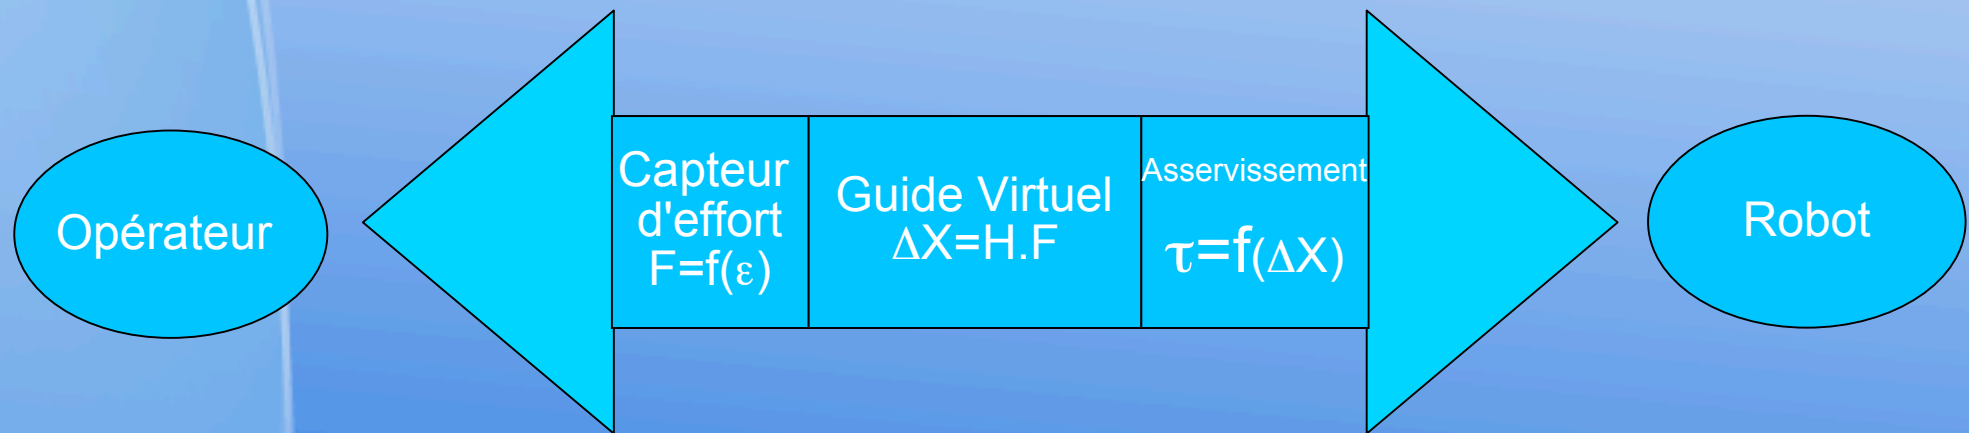 Opérateur
Capteur
d'effort
F=f(ε)
Guide Virtuel
ΔX=H.F
Asservissement
τ=f(ΔX)
Robot